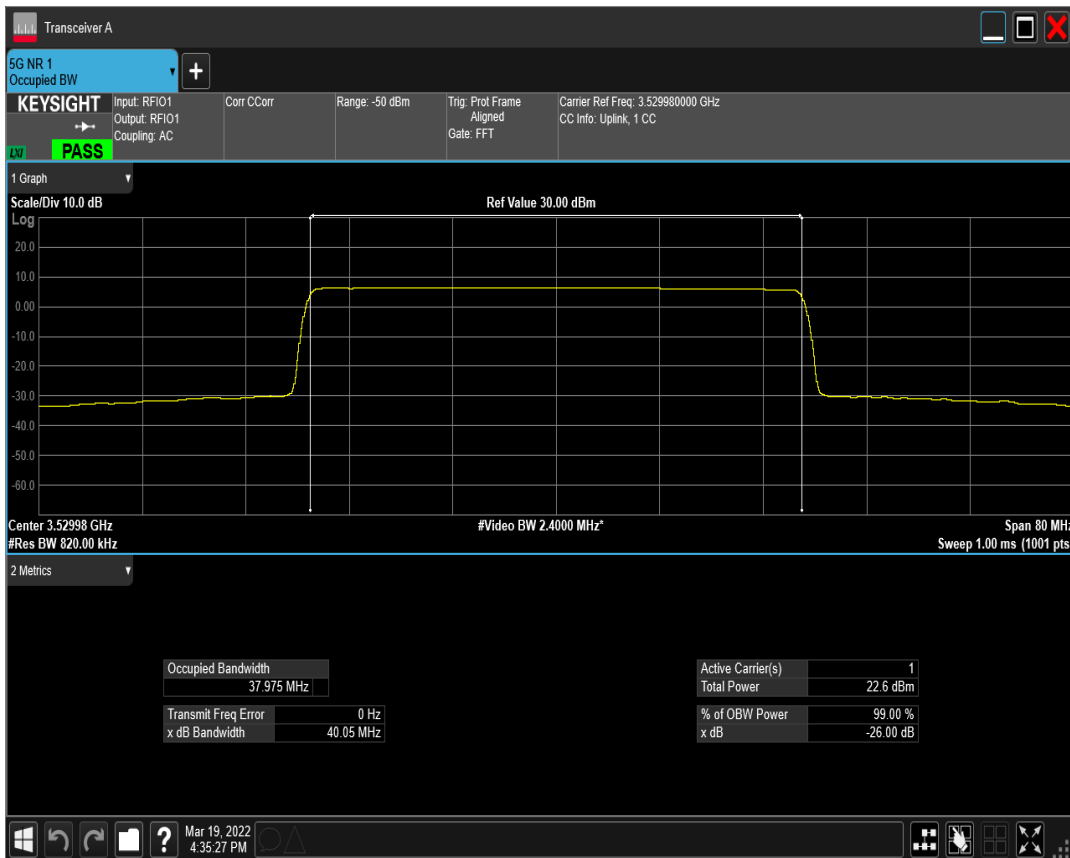 Transceiver A
5G NR 1
Occupied BW
+
KEYSIGHT
LXI
PASS
Input: RFIO1
Output: RFIO1
Coupling: AC
Corr CCorr
Range: -50 dBm
Trig: Prot Frame
Aligned
Gate: FFT
Carrier Ref Freq: 3.529980000 GHz
CC Info: Uplink, 1 CC
1 Graph
Scale/Div 10.0 dB
Ref Value 30.00 dBm
Log
20.0
10.0
0.00
-10.0
-20.0
-30.0
-40.0
-50.0
-60.0
Center 3.52998 GHz
#Video BW 2.4000 MHz*
Span 80 MHz
#Res BW 820.00 kHz
Sweep 1.00 ms (1001 pts
2 Metrics
Occupied Bandwidth
37.975 MHz
Active Carrier(s) 1
Total Power 22.6 dBm
Transmit Freq Error 0 Hz
x dB Bandwidth 40.05 MHz
% of OBW Power 99.00 %
x dB -26.00 dB
?
Mar 19, 2022
4:35:27 PM